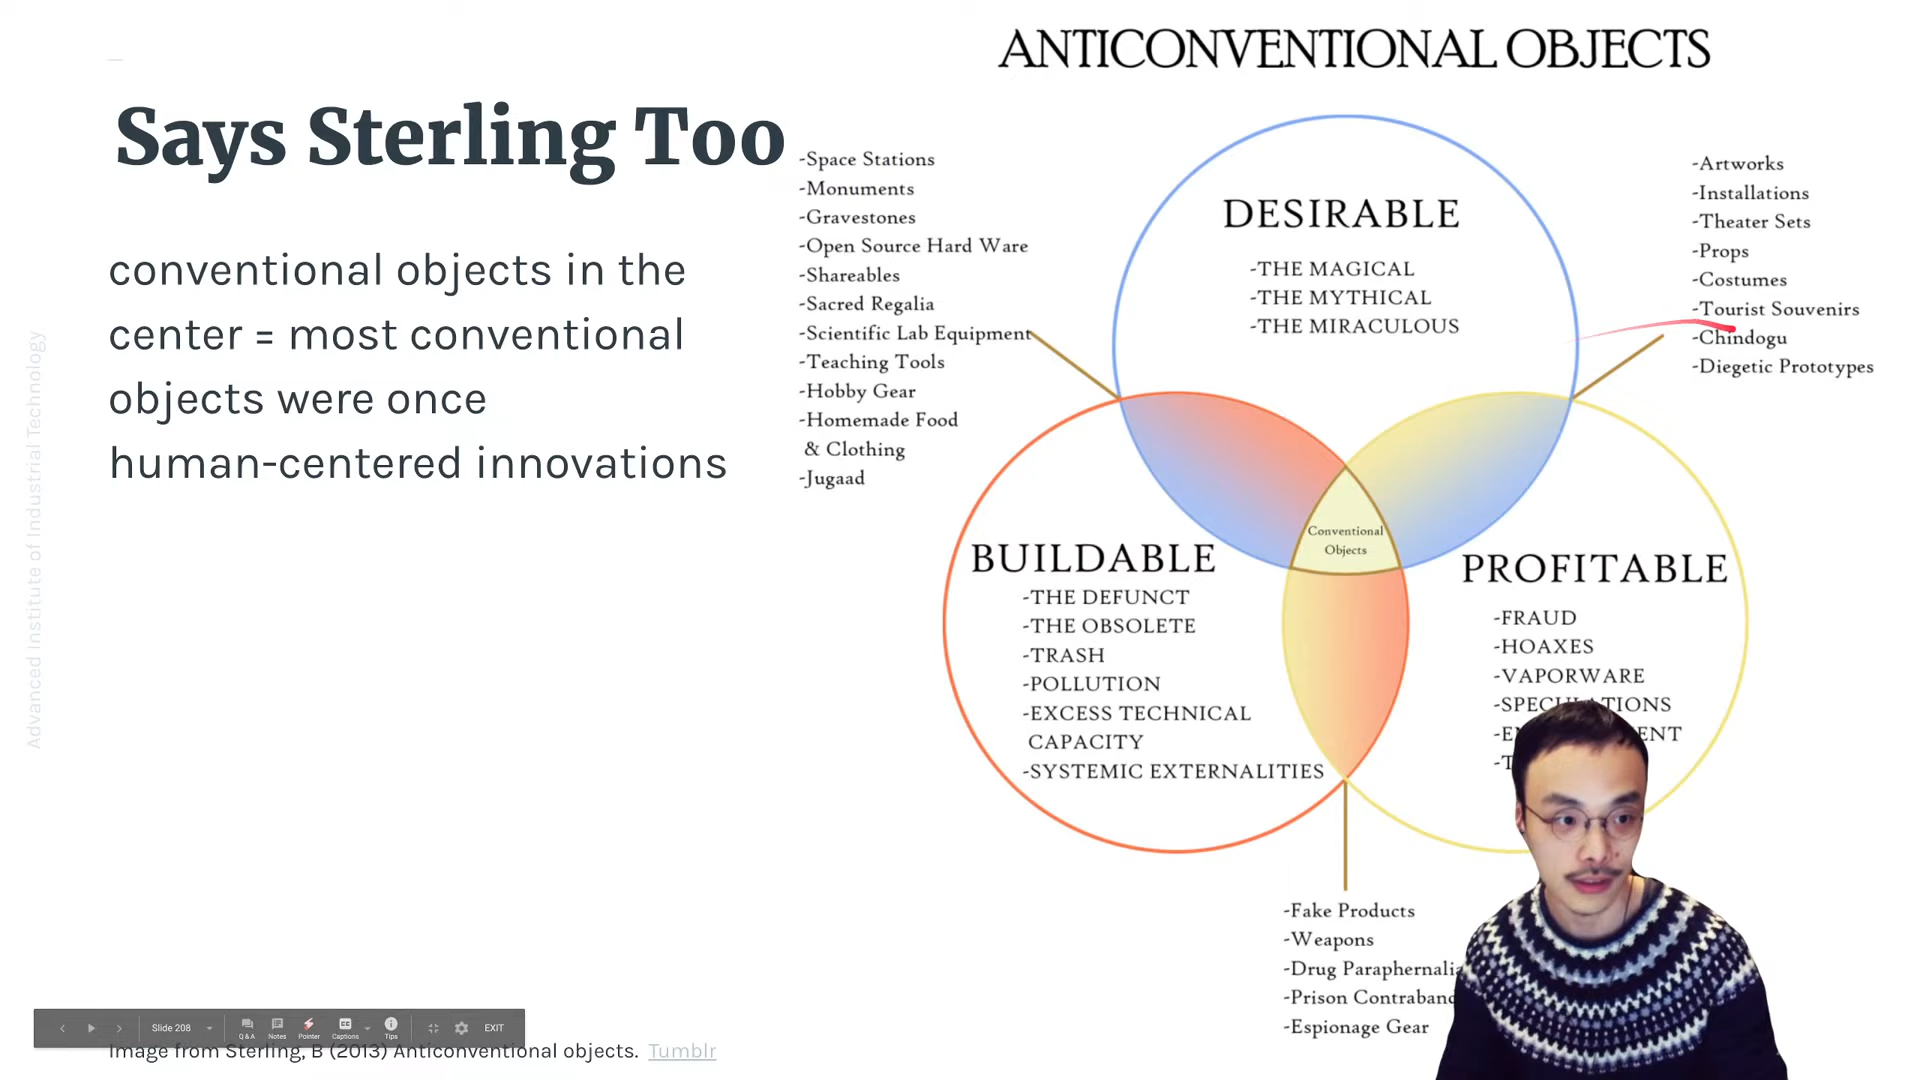 ANTICONVENTIONAL OBJECTS
Says Sterling Too
conventional objects in the
center = most conventional
objects were once
human-centered innovations
Advanced Institute of Industrial Technology
-Space Stations
-Monuments
-Gravestones
-Open Source Hard Ware
-Shareables
-Sacred Regalia
-Scientific Lab Equipment
-Teaching Tools
-Hobby Gear
-Homemade Food
& Clothing
-Jugaad
DESIRABLE
-THE MAGICAL
-THE MYTHICAL
-THE MIRACULOUS
-Artworks
-Installations
-Theater Sets
-Props
-Costumes
-Tourist Souvenirs
-Chindogu
-Diegetic Prototypes
Conventional
Objects
BUILDABLE
-THE DEFUNCT
-THE OBSOLETE
-TRASH
-POLLUTION
-EXCESS TECHNICAL
CAPACITY
-SYSTEMIC EXTERNALITIES
PROFITABLE
-FRAUD
-HOAXES
-VAPORWARE
-SPECULATIONS
-Fake Products
-Weapons
-Drug Paraphernalia
-Prison Contraband
-Espionage Gear
Slide 208
Q & A
Notes
Pointer
Captions
Tips
EXIT
Image from Sterling, B (2013) Anticonventional objects. Tumblr